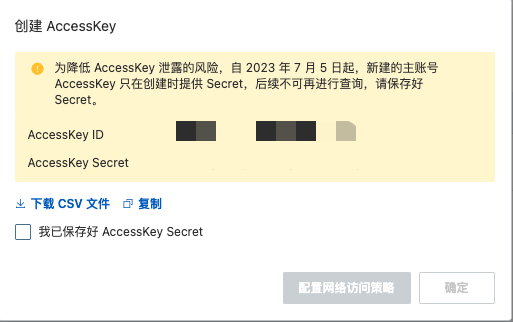 创建 AccessKey
为降低 AccessKey 泄露的风险，自 2023 年 7 月 5 日起，新建的主账号
AccessKey 只在创建时提供 Secret，后续不可再进行查询，请保存好
Secret。
AccessKey ID
AccessKey Secret
下载 CSV 文件 复制
我已保存好 AccessKey Secret
配置网络访问策略 确定